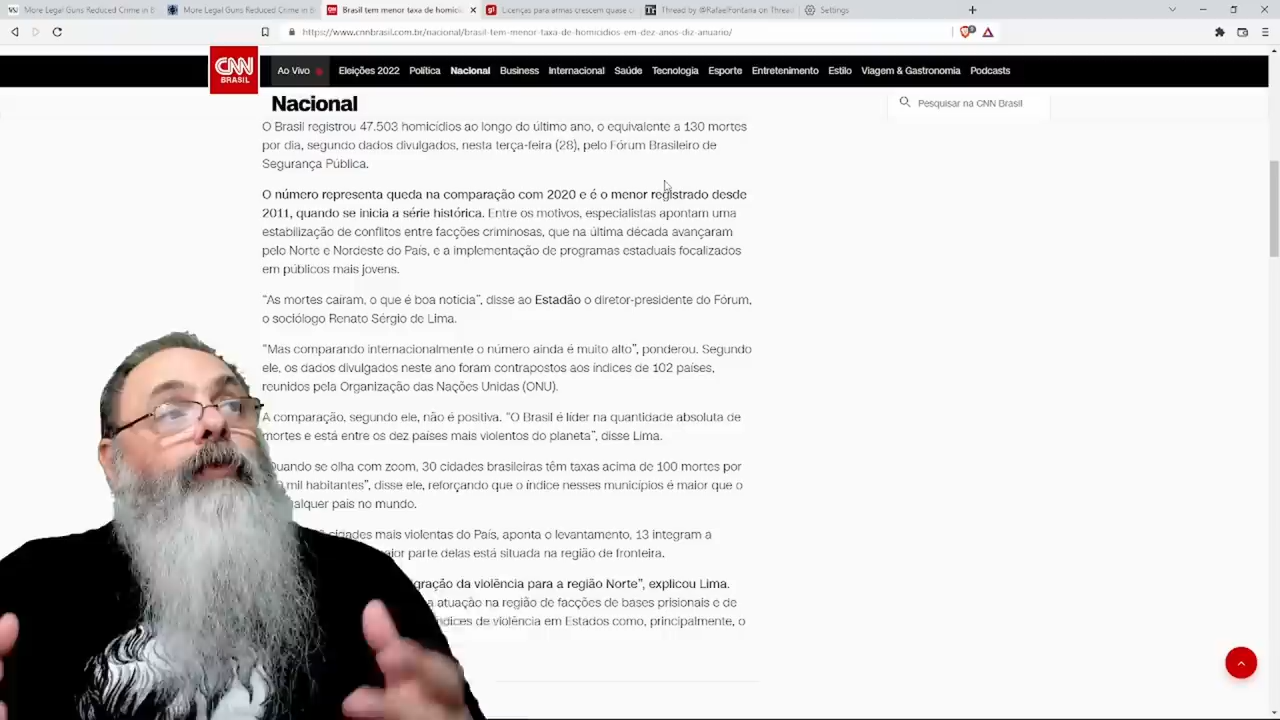 More Legal Guns Reduced Crime in B
More Legal Guns Reduced Crime in B
Brasil tem menor taxa de homicíd
Licenças para armas crescem quase
Thread by @RafaelFontana on Thread
Settings
https://www.cnnbrasil.com.br/nacional/brasil-tem-menor-taxa-de-homicidios-em-dez-anos-diz-anuario/
CNN BRASIL
Ao Vivo Eleições 2022 Política Nacional Business Internacional Saúde Tecnologia Esporte Entretenimento Estilo Viagem & Gastronomia Podcasts
Nacional
Pesquisar na CNN Brasil
O Brasil registrou 47.503 homicídios ao longo do último ano, o equivalente a 130 mortes
por dia, segundo dados divulgados, nesta terça-feira (28), pelo Fórum Brasileiro de
Segurança Pública.
O número representa queda na comparação com 2020 e é o menor registrado desde
2011, quando se inicia a série histórica. Entre os motivos, especialistas apontam uma
estabilização de conflitos entre facções criminosas, que na última década avançaram
pelo Norte e Nordeste do País, e a implementação de programas estaduais focalizados
em públicos mais jovens.
"As mortes caíram, o que é boa notícia", disse ao Estadão o diretor-presidente do Fórum,
o sociólogo Renato Sérgio de Lima.
"Mas comparando internacionalmente o número ainda é muito alto", ponderou. Segundo
ele, os dados divulgados neste ano foram contrapostos aos índices de 102 países,
reunidos pela Organização das Nações Unidas (ONU).
A comparação, segundo ele, não é positiva. "O Brasil é líder na quantidade absoluta de
mortes e está entre os dez países mais violentos do planeta", disse Lima.
Quando se olha com zoom, 30 cidades brasileiras têm taxas acima de 100 mortes por
mil habitantes", disse ele, reforçando que o índice nesses municípios é maior que o
alquer país no mundo.
cidades mais violentas do País, aponta o levantamento, 13 integram a
aior parte delas está situada na região de fronteira.
gração da violência para a região Norte", explicou Lima.
a atuação na região de facções de bases prisionais e de
ndices de violência em Estados como, principalmente, o